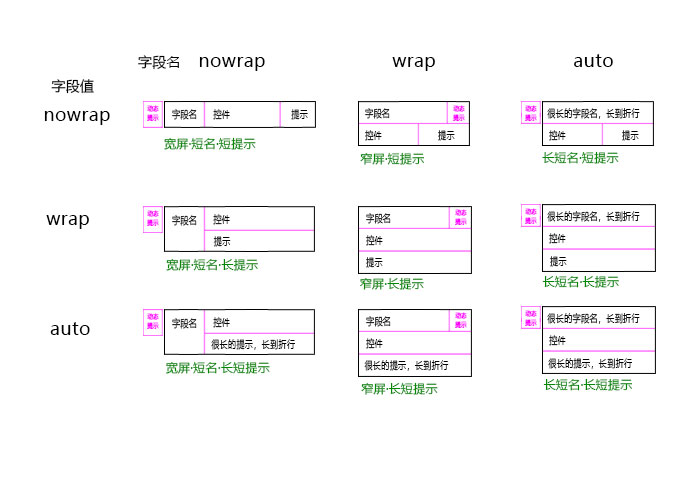 字段名 nowrap wrap auto
字段值
nowrap
动态
提示
字段名 控件 提示
宽屏·短名·短提示
字段名
动态
提示
控件 提示
窄屏·短提示
动态
提示
很长的字段名，长到折行
控件 提示
长短名·短提示
wrap
动态
提示
字段名 控件
提示
宽屏·短名·长提示
字段名
动态
提示
控件
提示
窄屏·长提示
动态
提示
很长的字段名，长到折行
控件
提示
长短名·长提示
auto
动态
提示
字段名 控件
很长的提示，长到折行
宽屏·短名·长短提示
字段名
动态
提示
控件
很长的提示，长到折行
窄屏·长短提示
动态
提示
很长的字段名，长到折行
控件
很长的提示，长到折行
长短名·长短提示